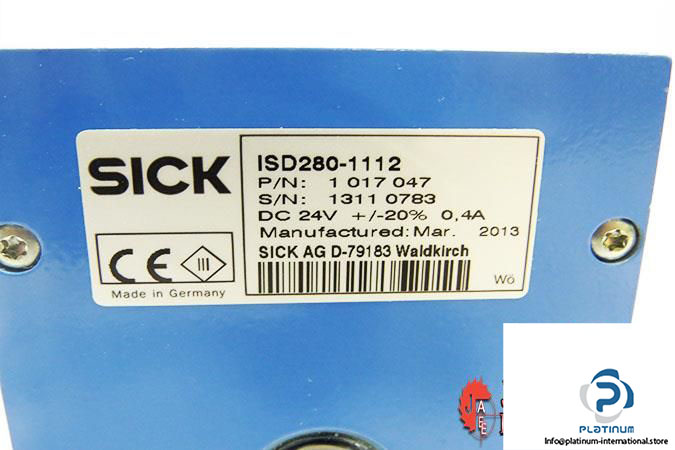 SICK
ISD280-1112
P/N: 1 017 047
S/N: 1311 0783
DC 24V +/-20% 0,4A
Manufactured: Mar. 2013
SICK AG D-79183 Waldkirch
CE
III
Made in Germany
Wö
JAEE
PLATINUM
Info@platinum-international.store